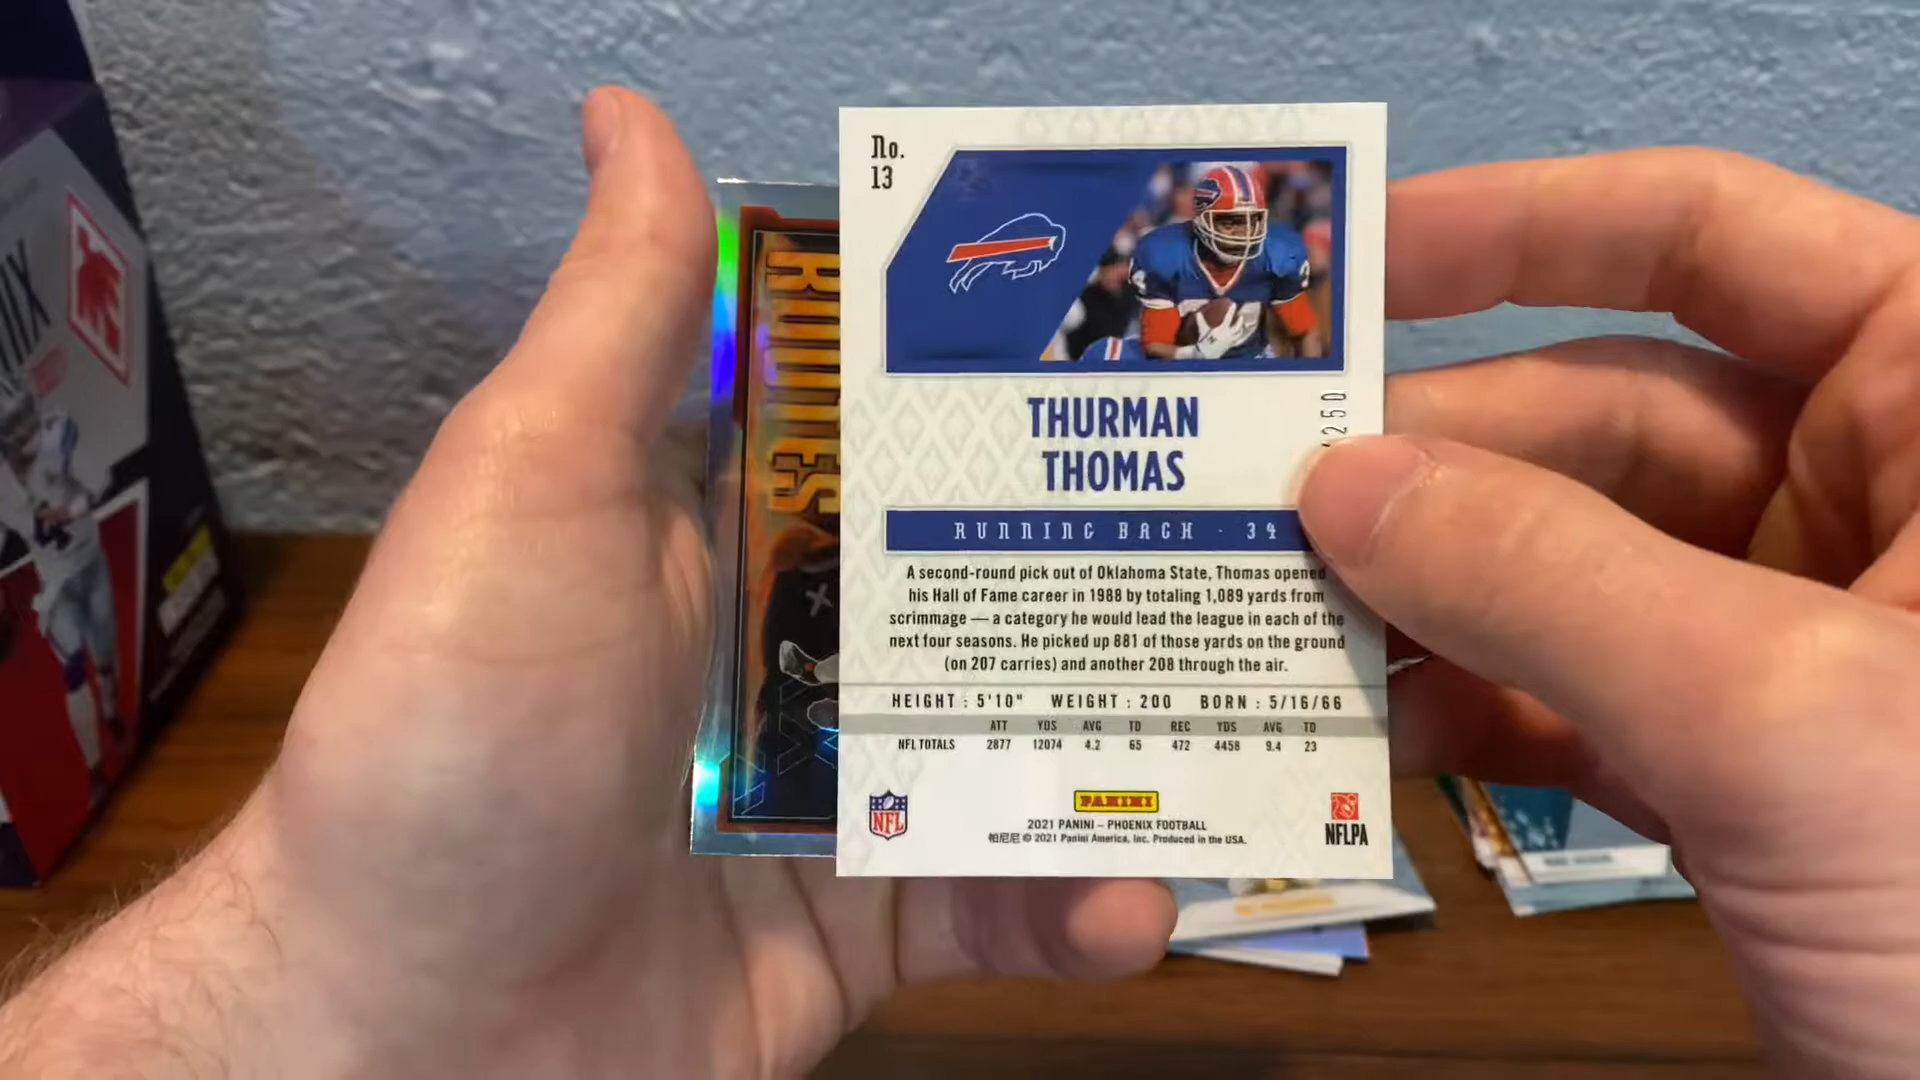 No.
13
THURMAN
THOMAS
250
RUNNING BACK · 34
A second-round pick out of Oklahoma State, Thomas opened
his Hall of Fame career in 1988 by totaling 1,089 yards from
scrimmage — a category he would lead the league in each of the
next four seasons. He picked up 881 of those yards on the ground
(on 207 carries) and another 208 through the air.
HEIGHT : 5'10" WEIGHT : 200 BORN : 5/16/66
ATT YDS AVG TD REC YDS AVG TD
NFL TOTALS 2877 12074 4.2 65 472 4458 9.4 23
NFL
PANINI
NFLPA
2021 PANINI – PHOENIX FOOTBALL
帕尼尼 © 2021 Panini America, Inc. Produced in the USA.
ROUTES